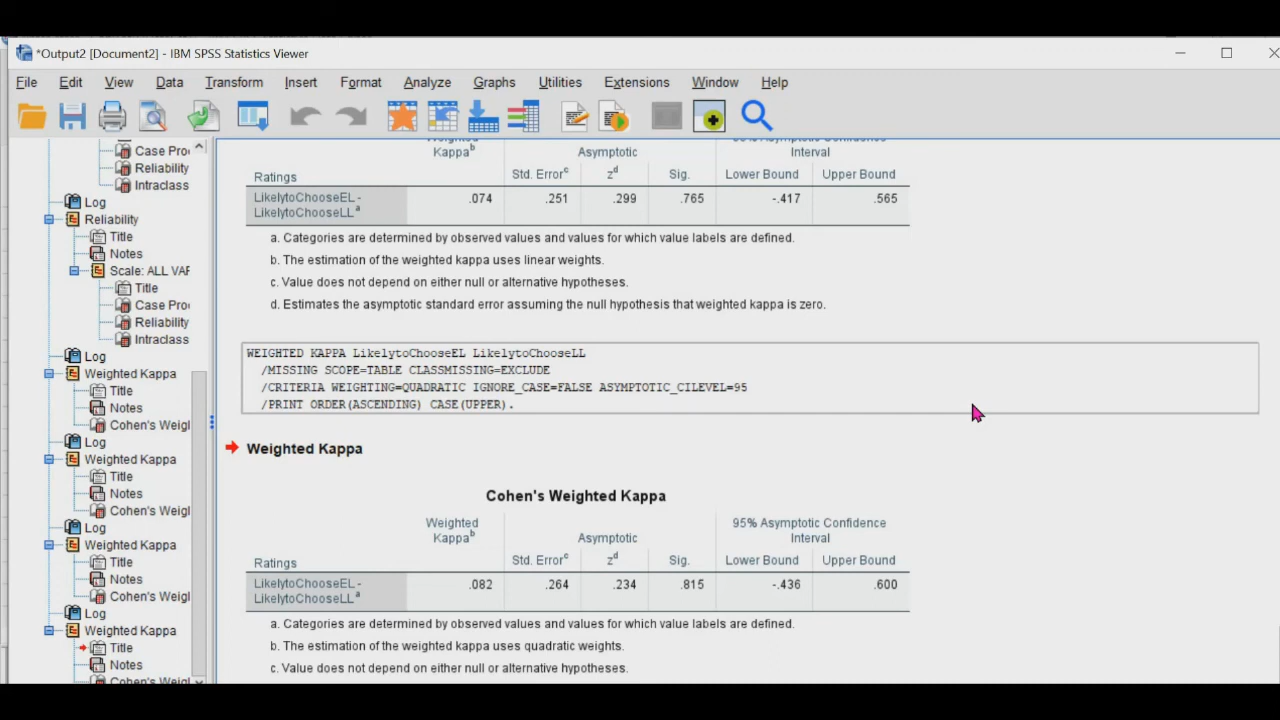 *Output2 [Document2] - IBM SPSS Statistics Viewer
File Edit View Data Transform Insert Format Analyze Graphs Utilities Extensions Window Help
Case Pro
Reliability
Intraclass
Log
Reliability
Title
Notes
Scale: ALL VAR
Title
Case Pro
Reliability
Intraclass
Log
Weighted Kappa
Title
Notes
Cohen's Weigl
Log
Weighted Kappa
Title
Notes
Cohen's Weigl
Log
Weighted Kappa
Title
Notes
Cohen's Weigl
Log
Weighted Kappa
Title
Notes
Cohen's Weigl
Kappa b Asymptotic Interval
Ratings Std. Error c z d Sig. Lower Bound Upper Bound
LikelytoChooseEL - .074 .251 .299 .765 -.417 .565
LikelytoChooseLL a
a. Categories are determined by observed values and values for which value labels are defined.
b. The estimation of the weighted kappa uses linear weights.
c. Value does not depend on either null or alternative hypotheses.
d. Estimates the asymptotic standard error assuming the null hypothesis that weighted kappa is zero.
WEIGHTED KAPPA LikelytoChooseEL LikelytoChooseLL
/MISSING SCOPE=TABLE CLASSMISSING=EXCLUDE
/CRITERIA WEIGHTING=QUADRATIC IGNORE_CASE=FALSE ASYMPTOTIC_CILEVEL=95
/PRINT ORDER(ASCENDING) CASE(UPPER).
Weighted Kappa
Cohen's Weighted Kappa
Weighted 95% Asymptotic Confidence
Kappa b Asymptotic Interval
Ratings Std. Error c z d Sig. Lower Bound Upper Bound
LikelytoChooseEL - .082 .264 .234 .815 -.436 .600
LikelytoChooseLL a
a. Categories are determined by observed values and values for which value labels are defined.
b. The estimation of the weighted kappa uses quadratic weights.
c. Value does not depend on either null or alternative hypotheses.